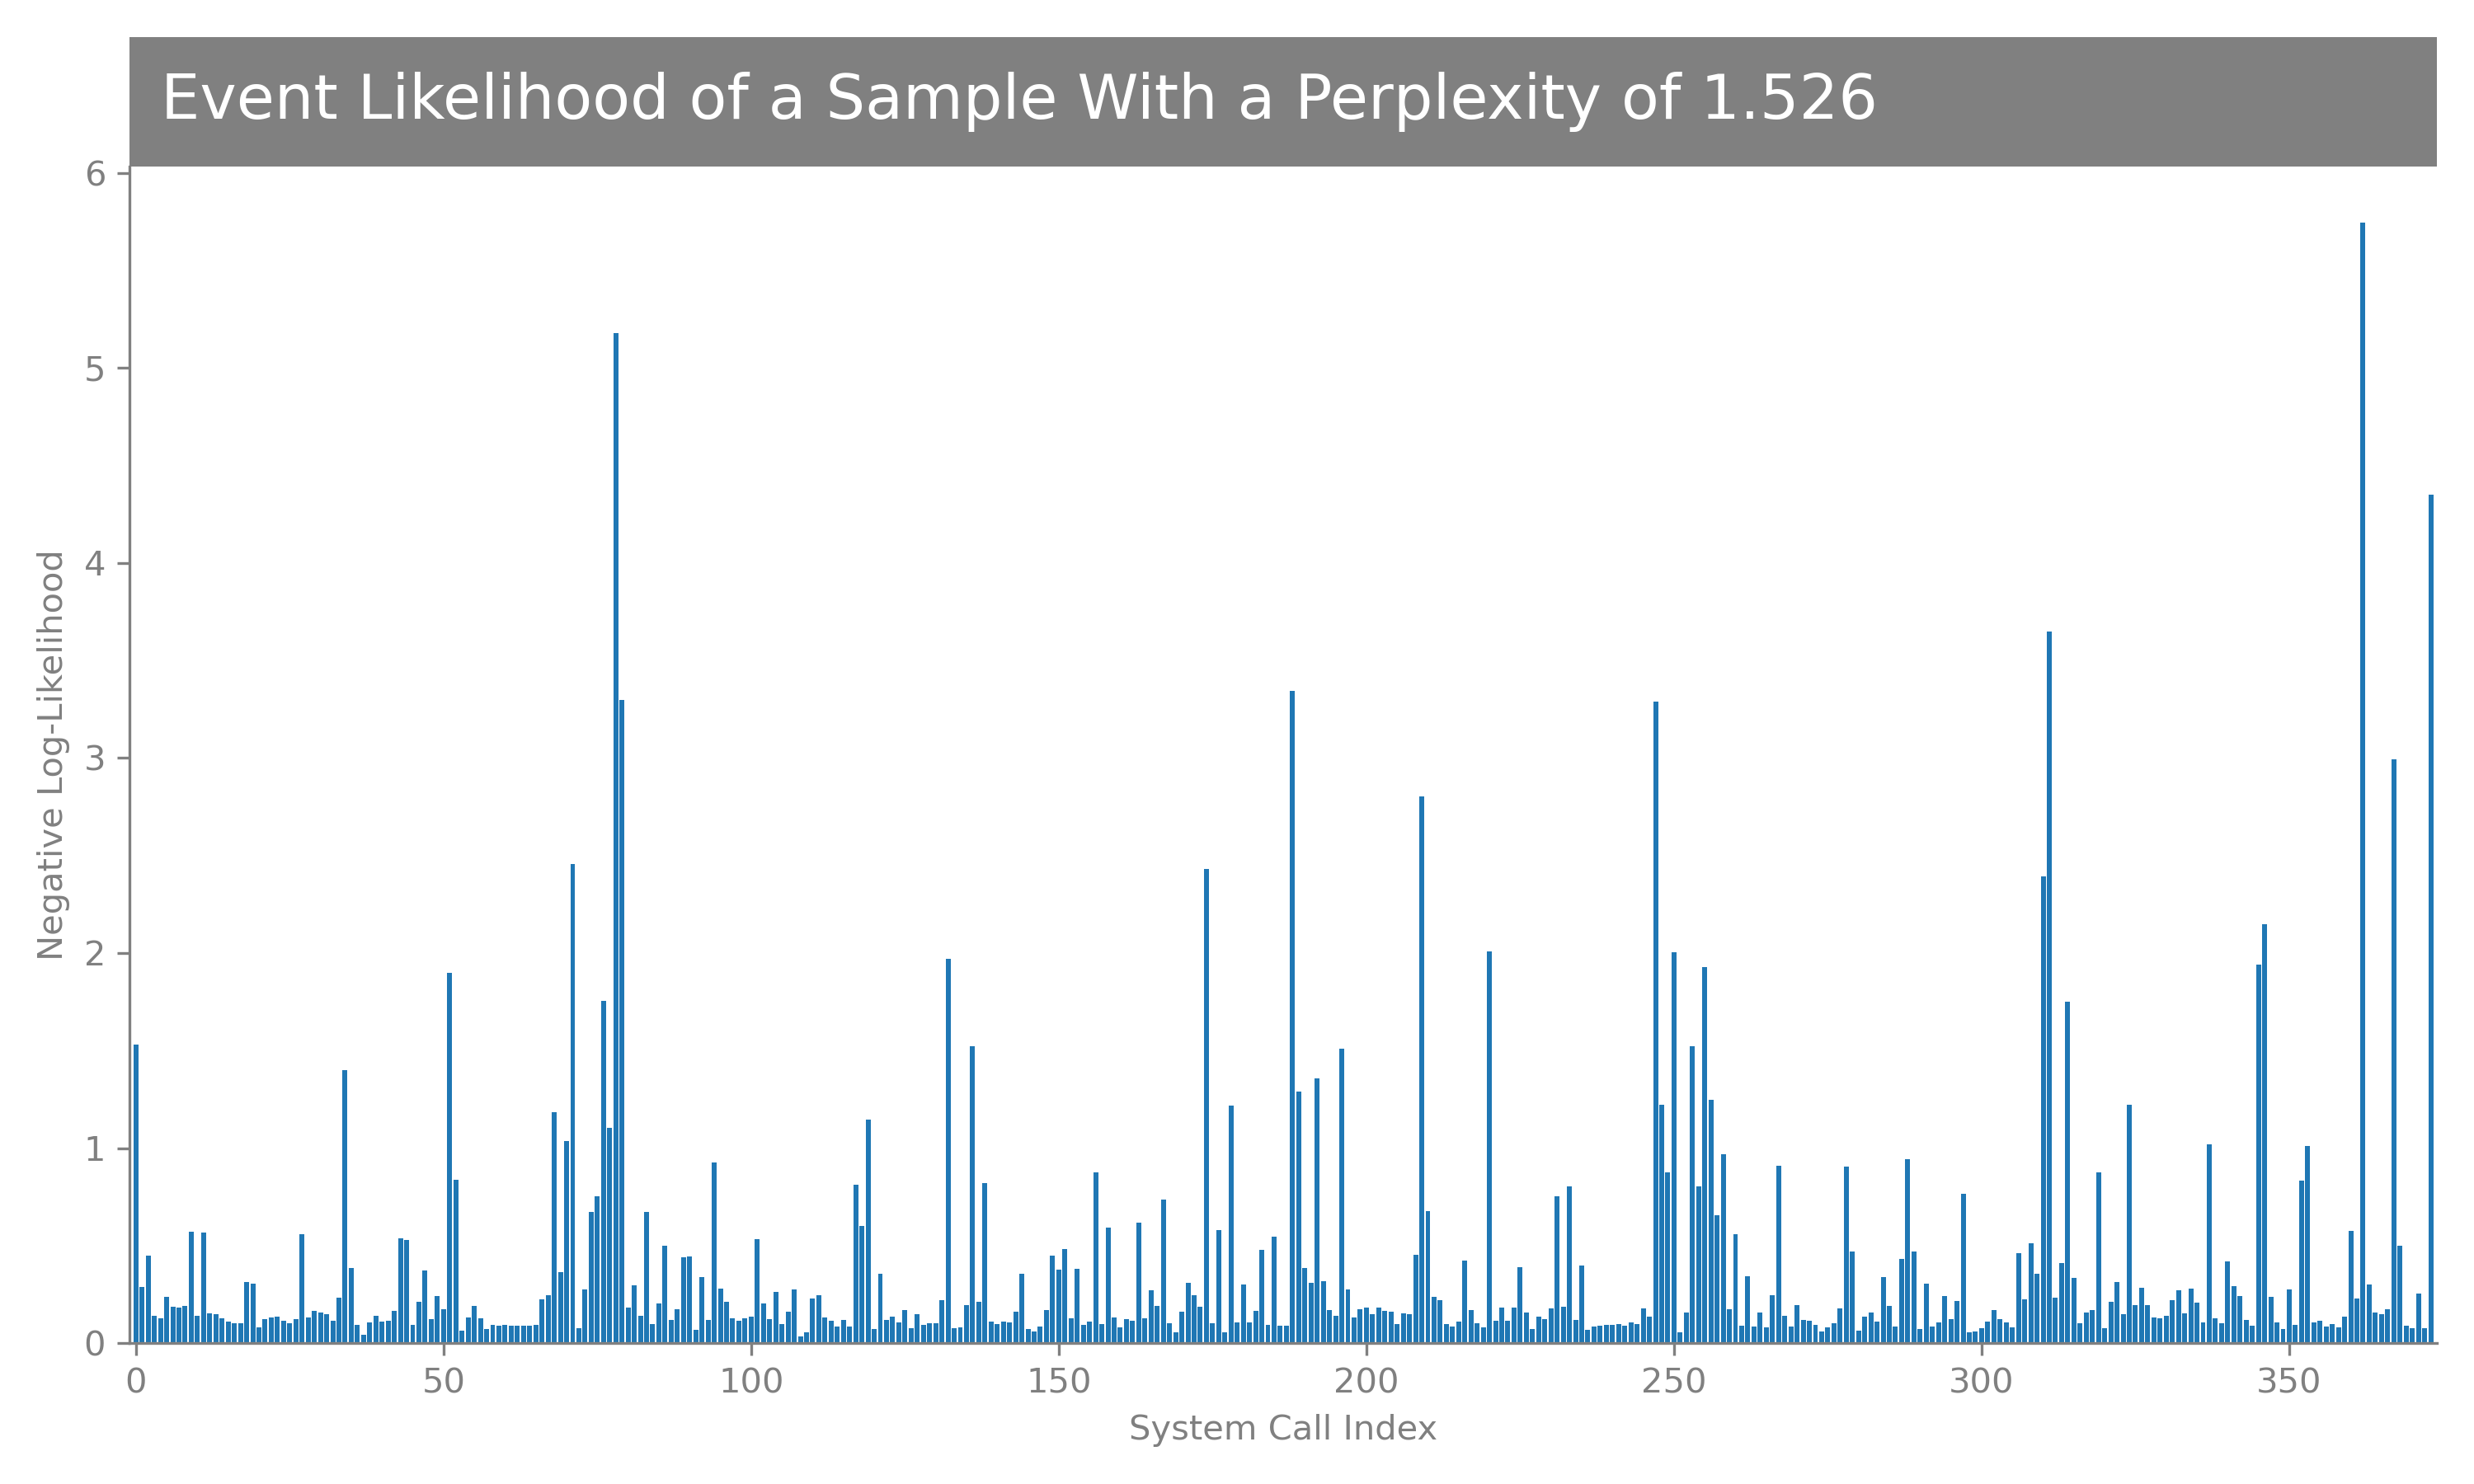 Event Likelihood of a Sample With a Perplexity of 1.526
6
5
4
3
2
1
0
Negative Log-Likelihood
0 50 100 150 200 250 300 350
System Call Index